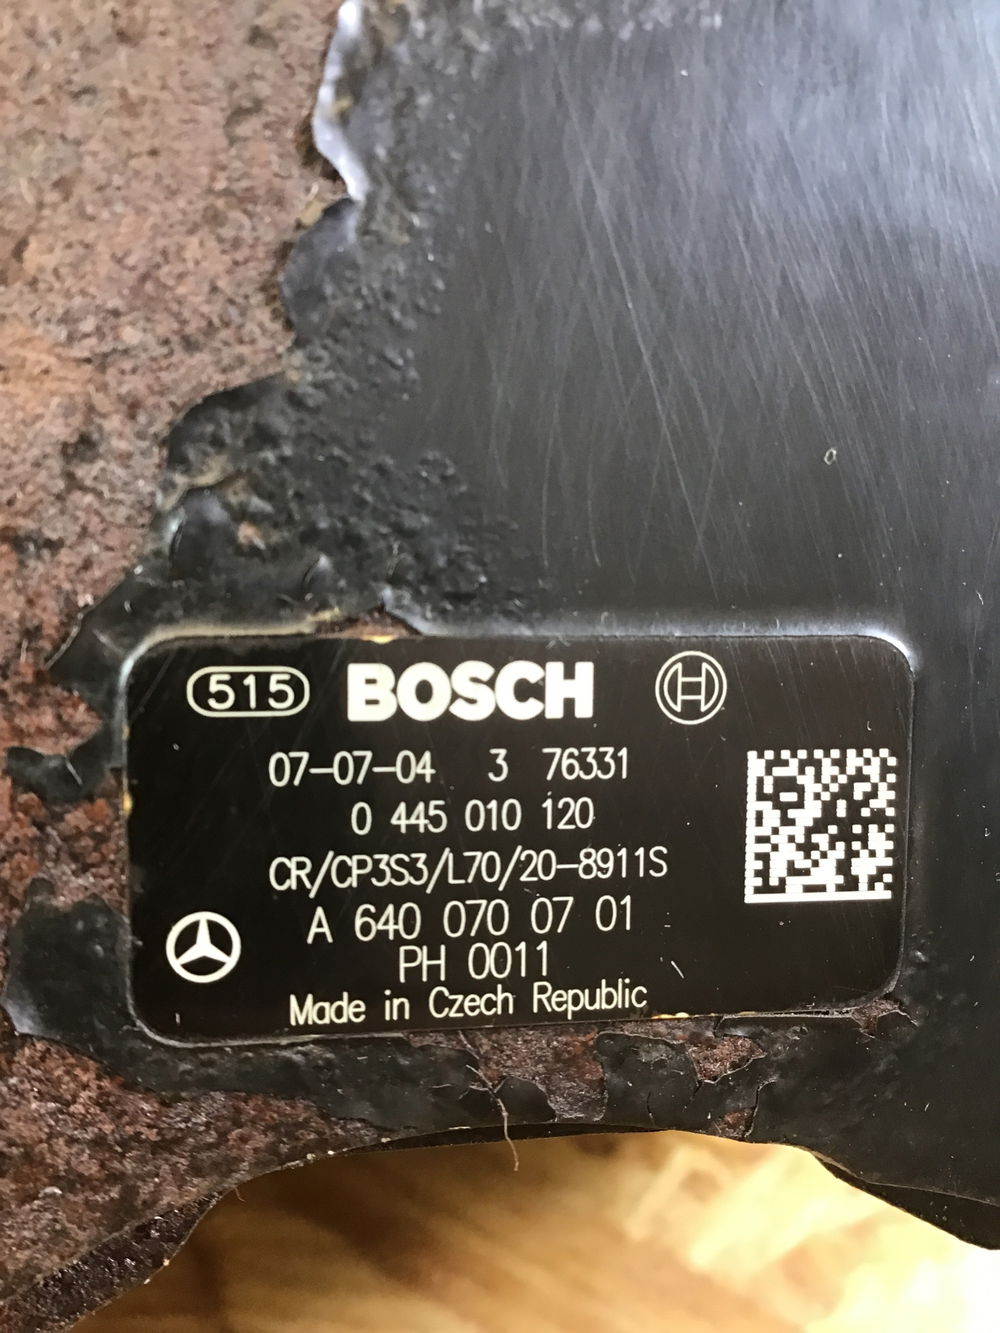 515 BOSCH
07-07-04 3 76331
0 445 010 120
CR/CP3S3/L70/20-8911S
A 640 070 07 01
PH 0011
Made in Czech Republic